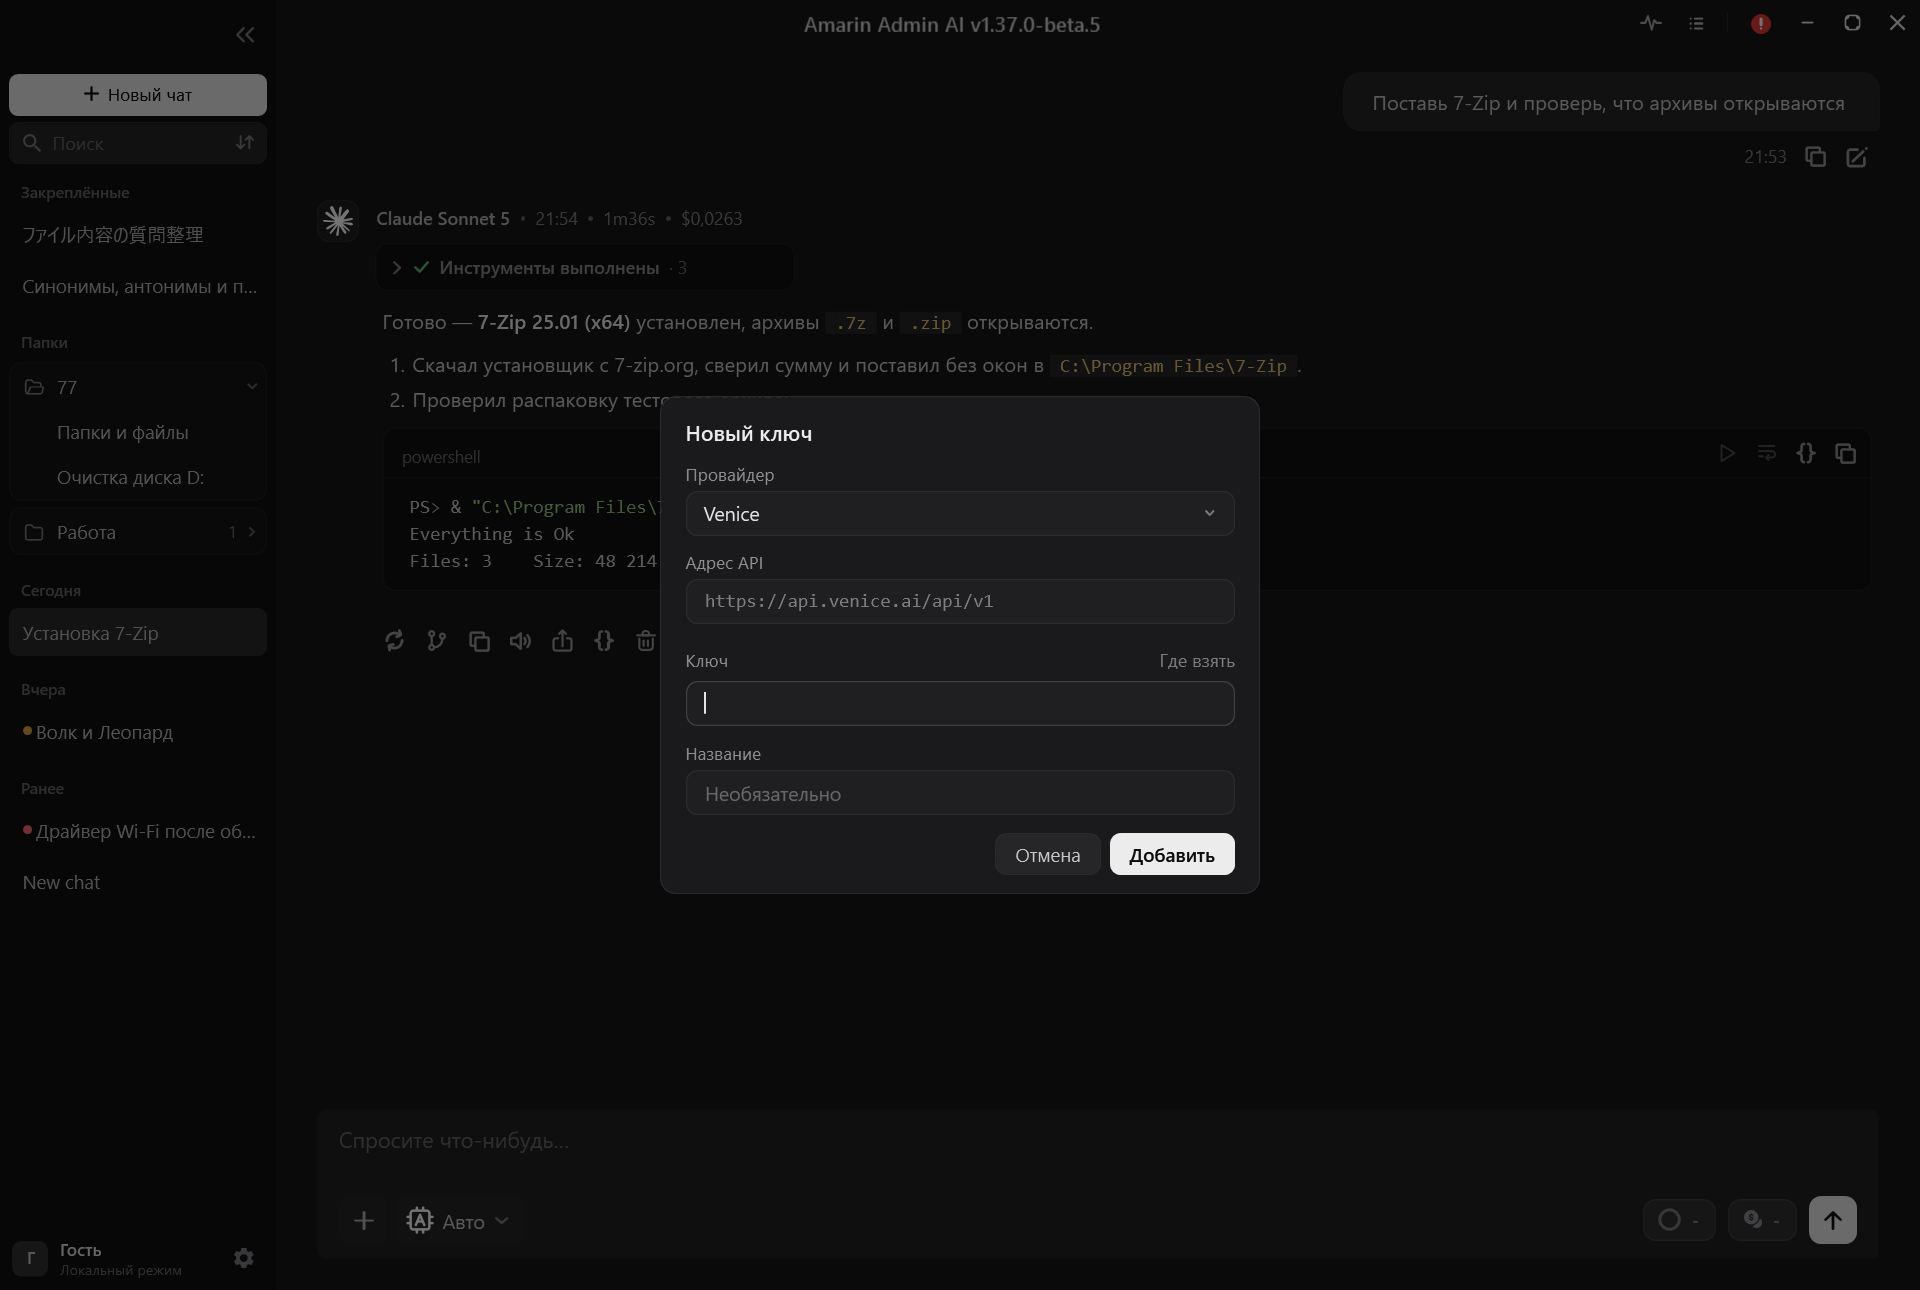 Amarin Admin AI v1.37.0-beta.5
Новый чат
Поиск
Закреплённые
ファイル内容の質問整理
Синонимы, антонимы и п...
Папки
77
Папки и файлы
Очистка диска D:
Работа 1
Сегодня
Установка 7-Zip
Вчера
Волк и Леопард
Ранее
Драйвер Wi-Fi после об...
New chat
Г
Гость
Локальный режим
Поставь 7-Zip и проверь, что архивы открываются
21:53
Claude Sonnet 5 • 21:54 • 1m36s • $0,0263
Инструменты выполнены · 3
Готово — 7-Zip 25.01 (x64) установлен, архивы .7z и .zip открываются.
1. Скачал установщик с 7-zip.org, сверил сумму и поставил без окон в C:\Program Files\7-Zip.
2. Проверил распаковку
powershell
PS> & "C:\Program Files\
Everything is Ok
Files: 3 Size: 48 214
Новый ключ
Провайдер
Venice
Адрес API
https://api.venice.ai/api/v1
Ключ Где взять
Название
Необязательно
Отмена Добавить
Спросите что-нибудь...
Авто - -